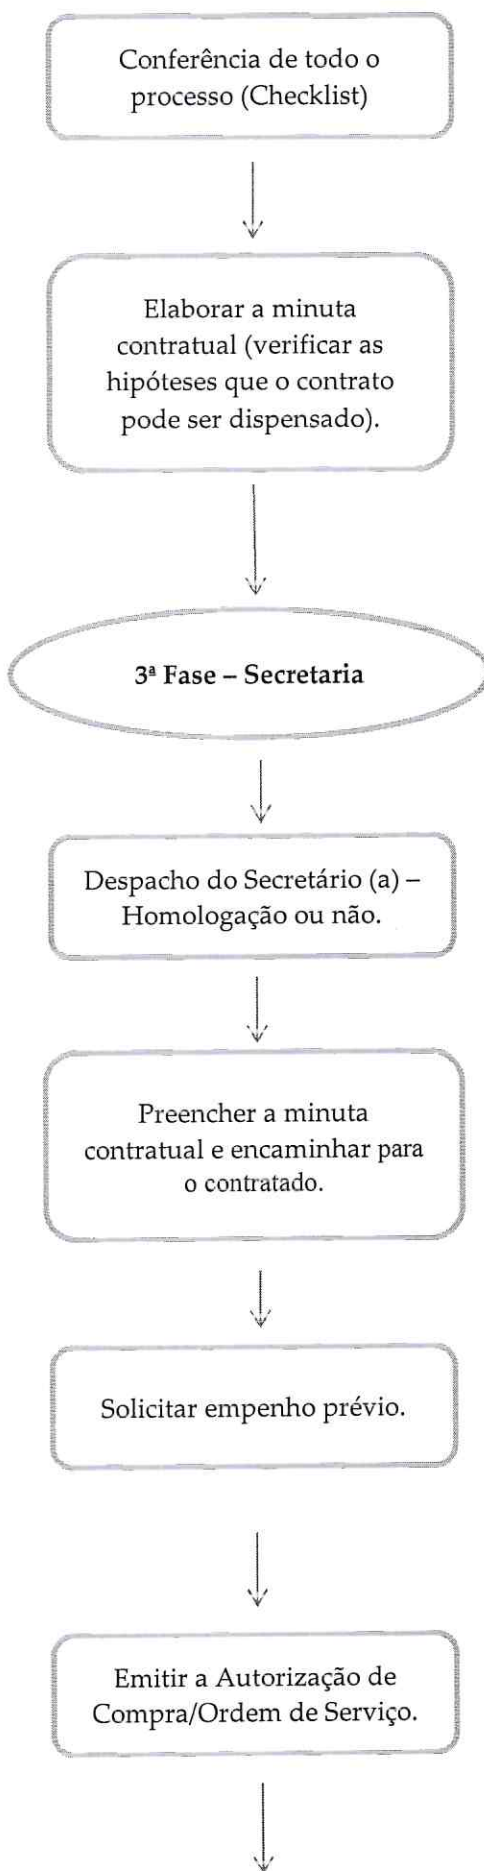 Conferência de todo o
processo (Checklist)
Elaborar a minuta
contratual (verificar as
hipóteses que o contrato
pode ser dispensado).
3ª Fase – Secretaria
Despacho do Secretário (a) –
Homologação ou não.
Preencher a minuta
contratual e encaminhar para
o contratado.
Solicitar empenho prévio.
Emitir a Autorização de
Compra/Ordem de Serviço.